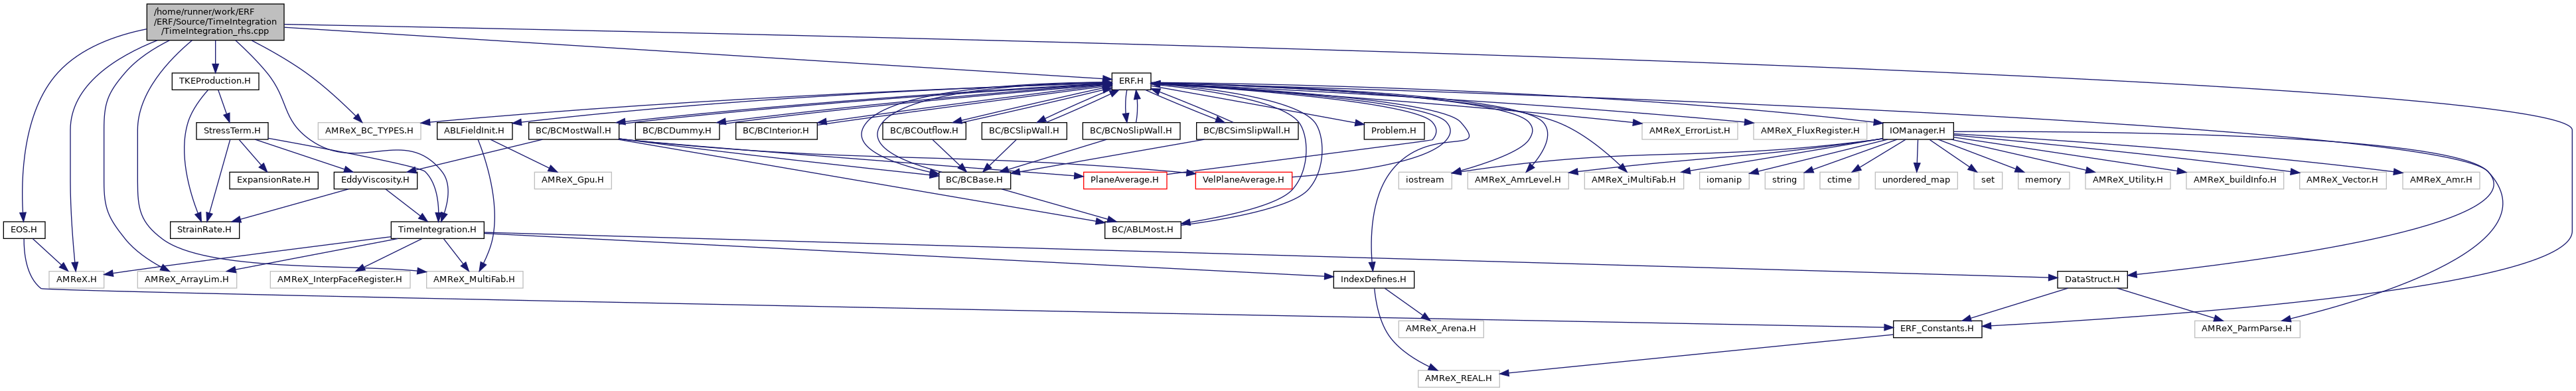 /home/runner/work/ERF
/ERF/Source/TimeIntegration
/TimeIntegration_rhs.cpp
TKEProduction.H
ERF.H
StressTerm.H
AMReX_BC_TYPES.H
ABLFieldInit.H
BC/BCMostWall.H
BC/BCDummy.H
BC/BCInterior.H
BC/BCOutflow.H
BC/BCSlipWall.H
BC/BCNoSlipWall.H
BC/BCSimSlipWall.H
Problem.H
AMReX_ErrorList.H
AMReX_FluxRegister.H
IOManager.H
ExpansionRate.H
EddyViscosity.H
AMReX_Gpu.H
BC/BCBase.H
PlaneAverage.H
VelPlaneAverage.H
iostream
AMReX_AmrLevel.H
AMReX_iMultiFab.H
iomanip
string
ctime
unordered_map
set
memory
AMReX_Utility.H
AMReX_buildInfo.H
AMReX_Vector.H
AMReX_Amr.H
EOS.H
StrainRate.H
TimeIntegration.H
BC/ABLMost.H
AMReX.H
AMReX_ArrayLim.H
AMReX_InterpFaceRegister.H
AMReX_MultiFab.H
IndexDefines.H
DataStruct.H
AMReX_Arena.H
ERF_Constants.H
AMReX_ParmParse.H
AMReX_REAL.H